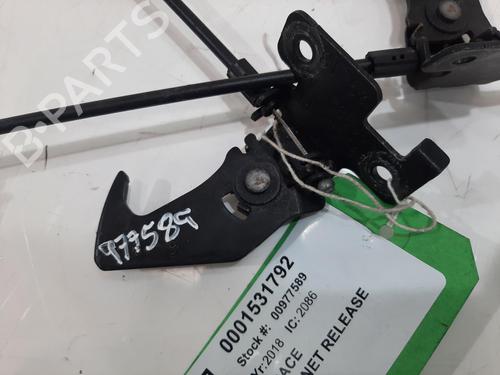 B-PARTS
977589
0001531792
Stock #: 00977589
Yr:2018 IC: 2086
ACE
NET RELEASE